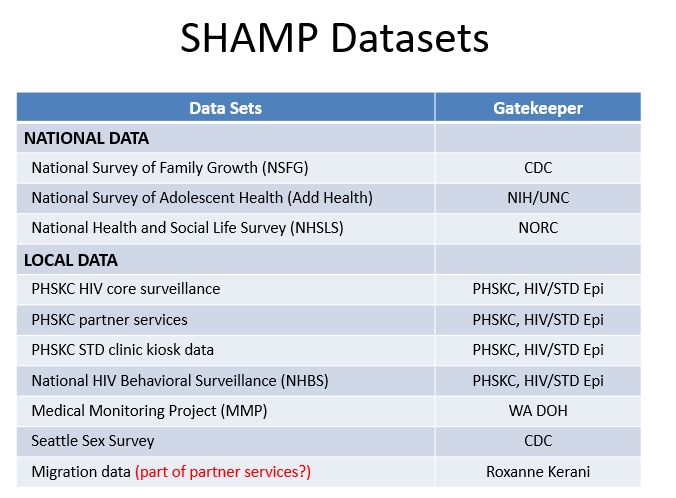 SHAMP Datasets
Data Sets Gatekeeper
NATIONAL DATA
National Survey of Family Growth (NSFG) CDC
National Survey of Adolescent Health (Add Health) NIH/UNC
National Health and Social Life Survey (NHSLS) NORC
LOCAL DATA
PHSKC HIV core surveillance PHSKC, HIV/STD Epi
PHSKC partner services PHSKC, HIV/STD Epi
PHSKC STD clinic kiosk data PHSKC, HIV/STD Epi
National HIV Behavioral Surveillance (NHBS) PHSKC, HIV/STD Epi
Medical Monitoring Project (MMP) WA DOH
Seattle Sex Survey CDC
Migration data (part of partner services?) Roxanne Kerani